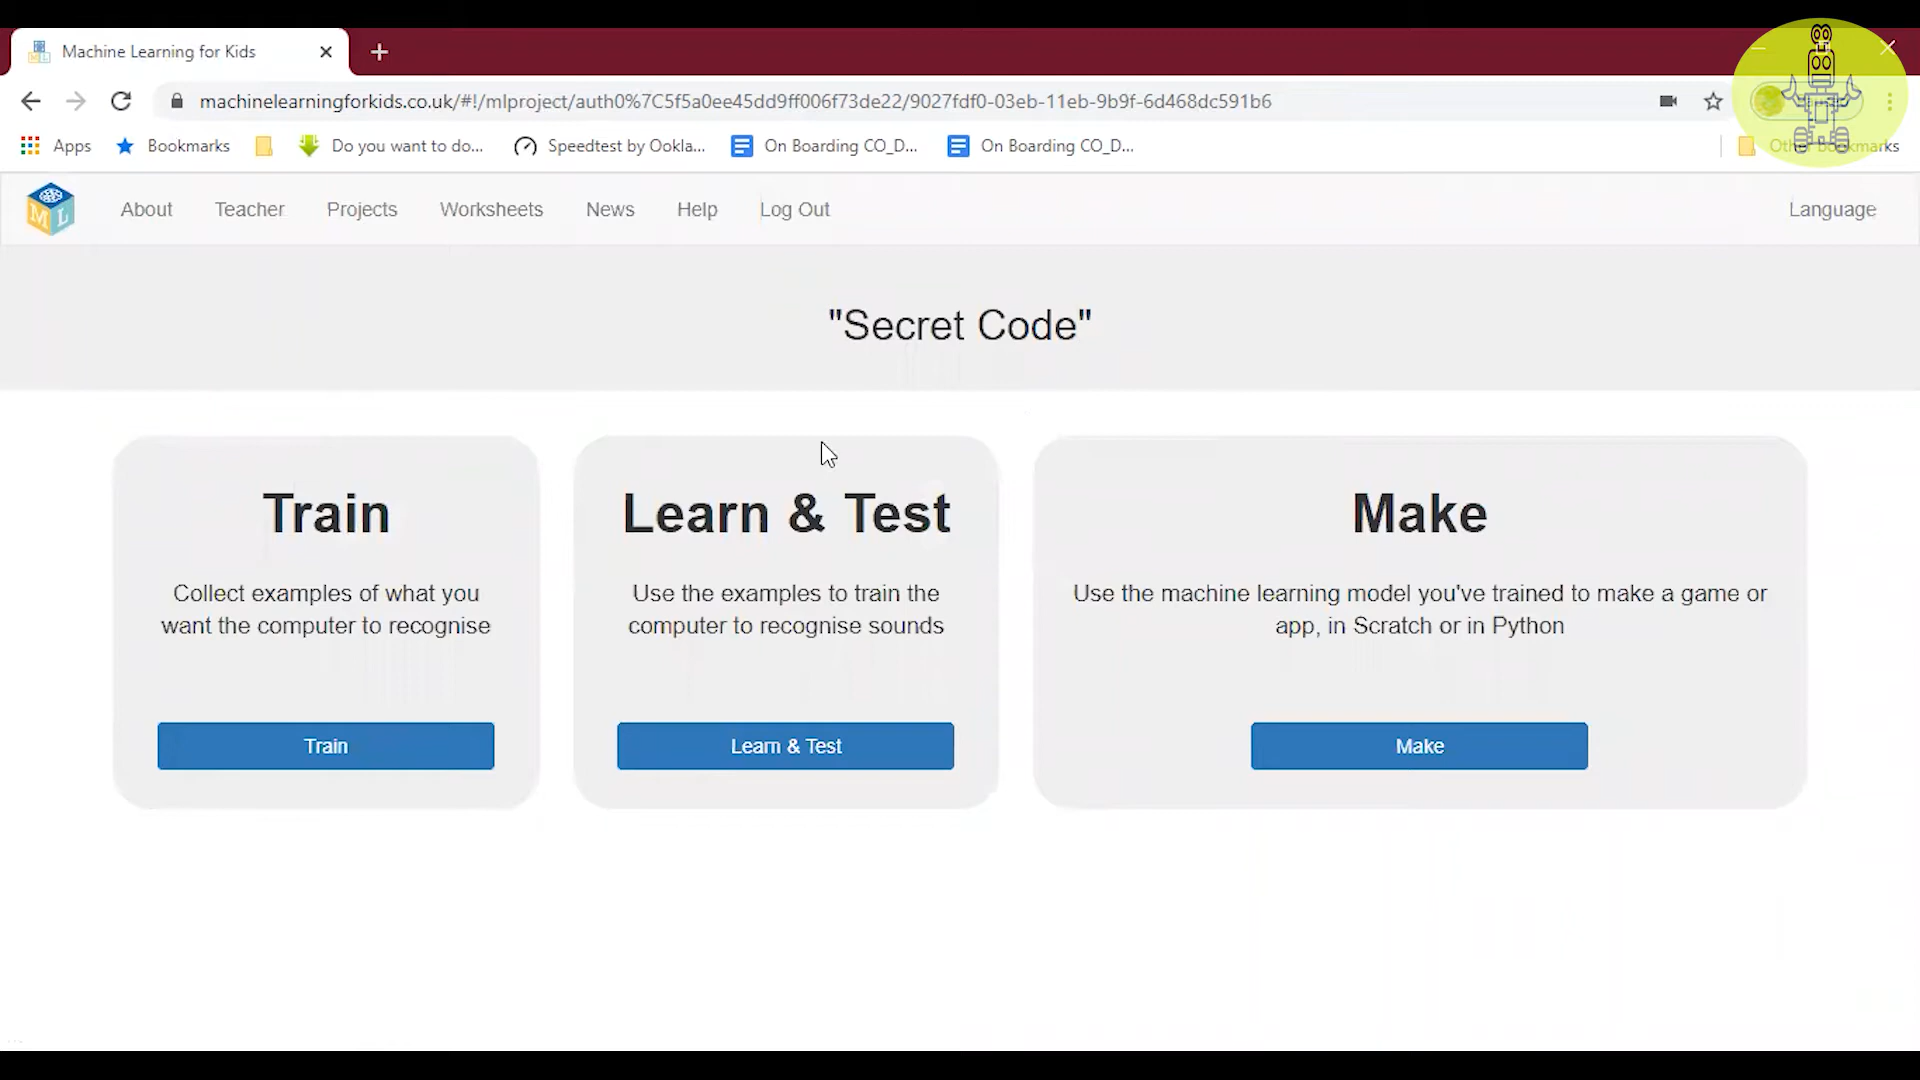 Machine Learning for Kids
machinelearningforkids.co.uk/#!/mlproject/auth0%7C5f5a0ee45dd9ff006f73de22/9027fdf0-03eb-11eb-9b9f-6d468dc591b6
Apps Bookmarks Do you want to do... Speedtest by Ookla... On Boarding CO_D... On Boarding CO_D... Other bookmarks
ML About Teacher Projects Worksheets News Help Log Out Language
"Secret Code"
Train
Collect examples of what you
want the computer to recognise
Train
Learn & Test
Use the examples to train the
computer to recognise sounds
Learn & Test
Make
Use the machine learning model you've trained to make a game or
app, in Scratch or in Python
Make